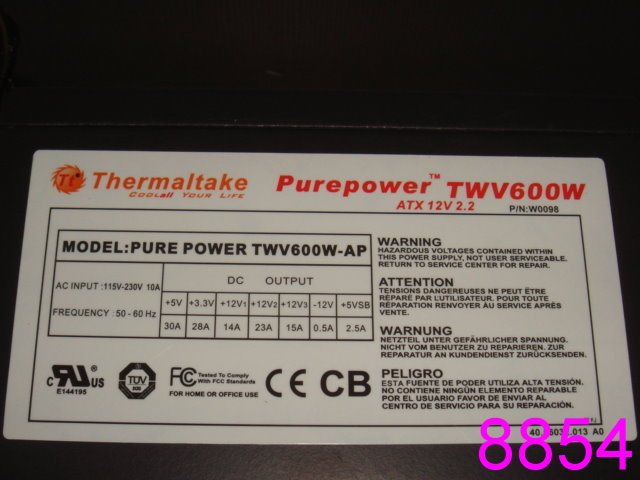 Tt Thermaltake
COOLall YOUR LIFE
Purepower™ TWV600W
ATX 12V 2.2
P/N:W0098
MODEL:PURE POWER TWV600W-AP
AC INPUT : 115V-230V 10A
FREQUENCY : 50 - 60 Hz
DC OUTPUT
+5V +3.3V +12V1 +12V2 +12V3 -12V +5VSB
30A 28A 14A 23A 15A 0.5A 2.5A
WARNING
HAZARDOUS VOLTAGES CONTAINED WITHIN
THIS POWER SUPPLY, NOT USER SERVICEABLE.
RETURN TO SERVICE CENTER FOR REPAIR.
ATTENTION
TENSIONS DANGEREUSES NE PEUT ÊTRE
RÉPARÉ PAR L'UTILISATEUR. POUR TOUTE
RÉPARATION RENVOYER AU SERVICE APRÉS
VENTE.
WARNUNG
NETZTEIL UNTER GEFÄHRLICHER SPANNUNG.
NICHT VOM BENUTZER ZU REPARIEREN. ZUR
REPARATUR AN KUNDENDIENST ZURÜCKSENDEN.
PELIGRO
ESTA FUENTE DE PODER UTILIZA ALTA TENSIÓN.
NO CONTIENE NINGÚN ELEMENTO REPARABLE
POR EL USUARIO FAVOR DE ENVIAR AL
CENTRO DE SERVICIO PARA SU REPARACIÓN.
C UL US
E144195
TÜV
FC Tested To Comply
With FCC Standards
FOR HOME OR OFFICE USE
CE CB
.013 A0
8854